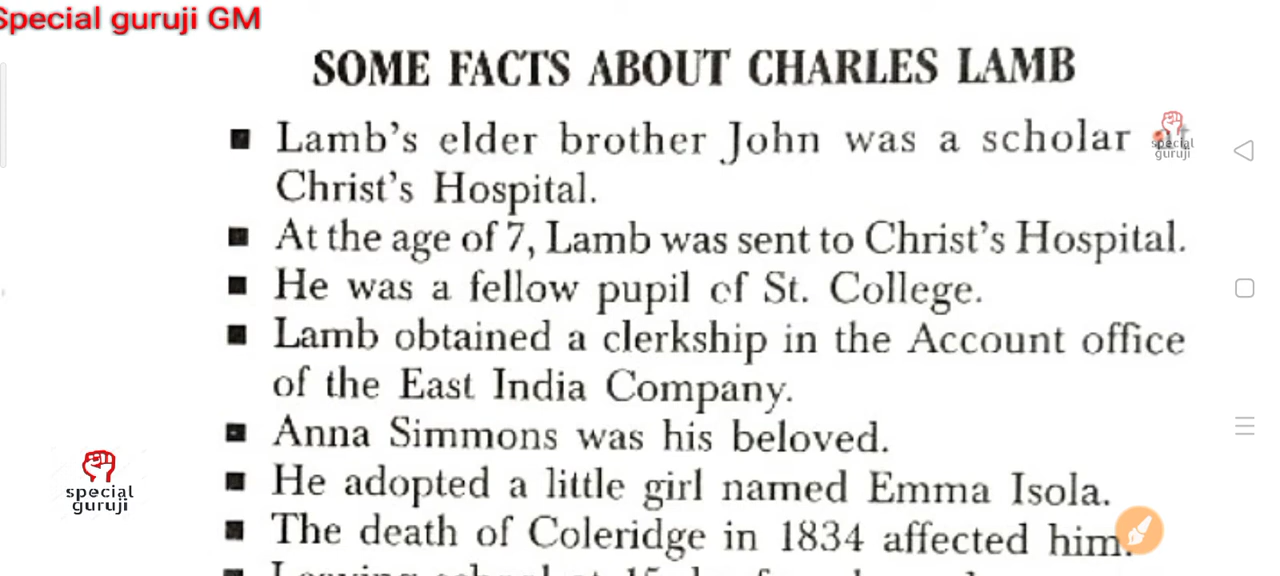 Special guruji GM
SOME FACTS ABOUT CHARLES LAMB
■ Lamb's elder brother John was a scholar
special
guruji
Christ's Hospital.
■ At the age of 7, Lamb was sent to Christ's Hospital.
■ He was a fellow pupil of St. College.
■ Lamb obtained a clerkship in the Account office
of the East India Company.
■ Anna Simmons was his beloved.
■ He adopted a little girl named Emma Isola.
special
guruji
■ The death of Coleridge in 1834 affected him.